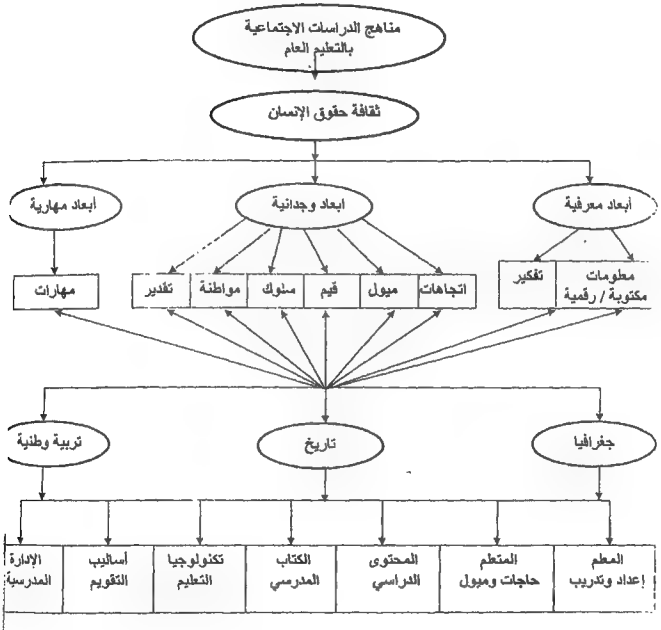 مناهج الدراسات الاجتماعية
بالتعليم العام
ثقافة حقوق الإنسان
أبعاد معرفية
ابعاد وجدانية
أبعاد مهارية
معلومات
مكتوبة / رقمية
تفكير
اتجاهات
ميول
قيم
سلوك
مواطنة
تقدير
مهارات
جغرافيا
تاريخ
تربية وطنية
المعلم
إعداد وتدريب
المتعلم
حاجات وميول
المحتوى
الدراسي
الكتاب
المدرسي
تكنولوجيا
التعليم
أساليب
التقويم
الإدارة
المدرسية